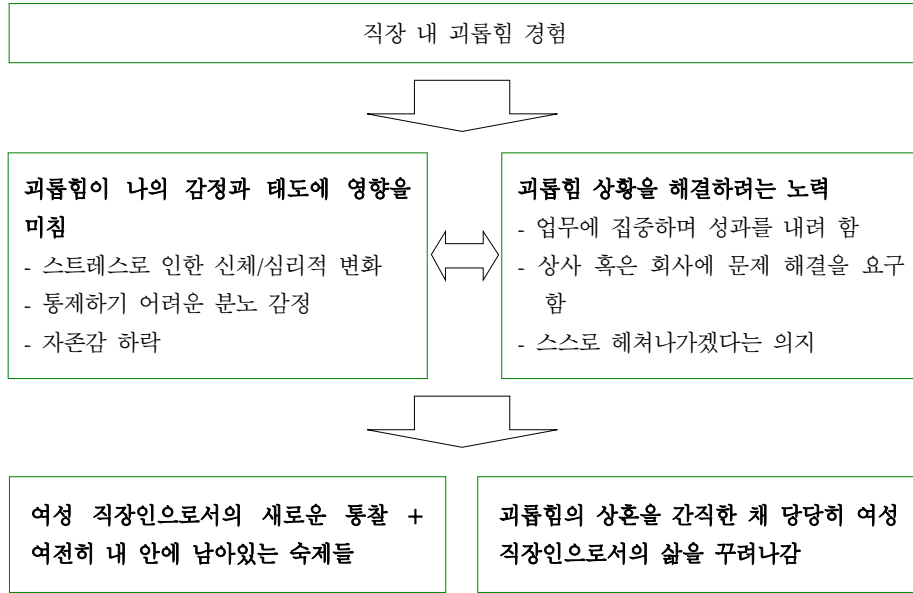 직장 내 괴롭힘 경험
괴롭힘이 나의 감정과 태도에 영향을
미침
- 스트레스로 인한 신체/심리적 변화
- 통제하기 어려운 분노 감정
- 자존감 하락
괴롭힘 상황을 해결하려는 노력
- 업무에 집중하며 성과를 내려 함
- 상사 혹은 회사에 문제 해결을 요구
함
- 스스로 헤쳐나가겠다는 의지
여성 직장인으로서의 새로운 통찰 +
여전히 내 안에 남아있는 숙제들
괴롭힘의 상흔을 간직한 채 당당히 여성
직장인으로서의 삶을 꾸려나감